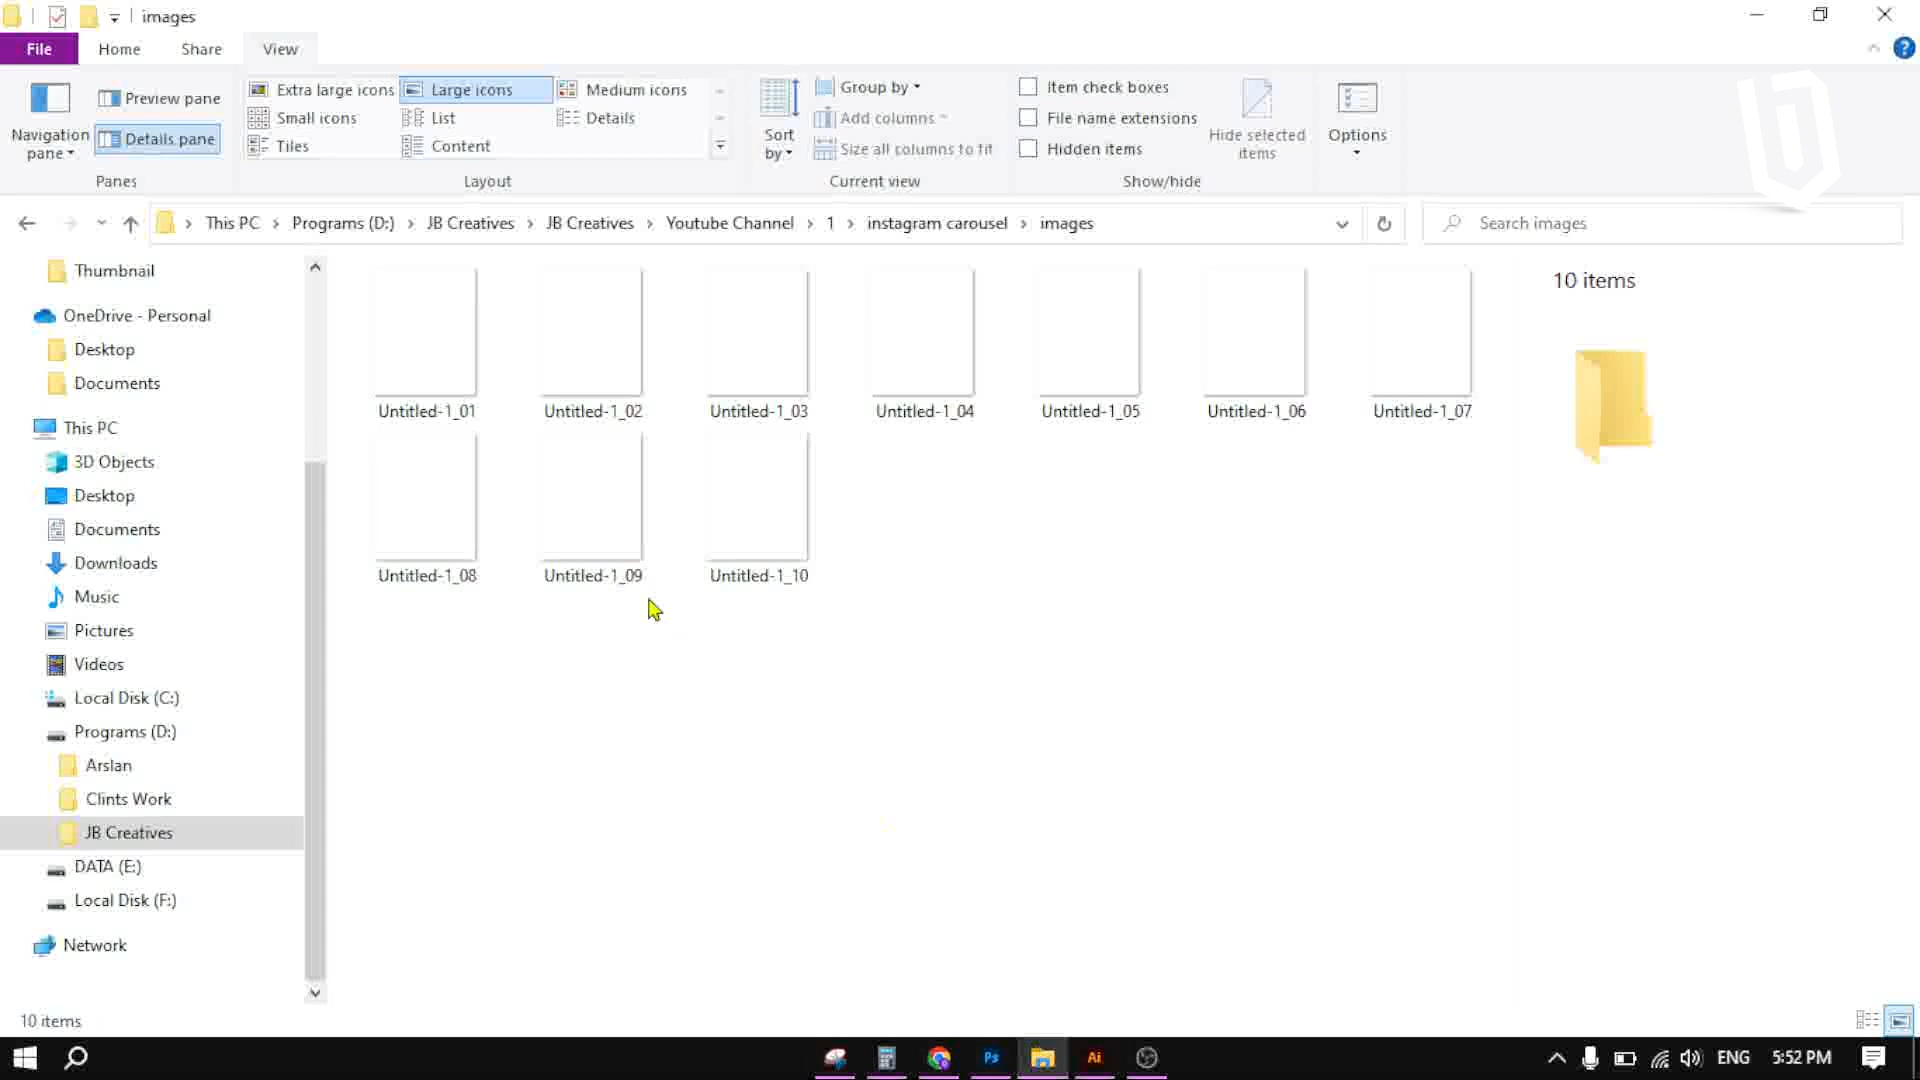 images
File Home Share View
Navigation pane
Preview pane
Details pane
Panes
Extra large icons Large icons Medium icons
Small icons List Details
Tiles Content
Layout
Sort by
Group by
Add columns
Size all columns to fit
Current view
Item check boxes
File name extensions
Hidden items
Hide selected items
Show/hide
Options
This PC Programs (D:) JB Creatives JB Creatives Youtube Channel 1 instagram carousel images
Search images
Thumbnail
OneDrive - Personal
Desktop
Documents
This PC
3D Objects
Desktop
Documents
Downloads
Music
Pictures
Videos
Local Disk (C:)
Programs (D:)
Arslan
Clints Work
JB Creatives
DATA (E:)
Local Disk (F:)
Network
Untitled-1_01 Untitled-1_02 Untitled-1_03 Untitled-1_04 Untitled-1_05 Untitled-1_06 Untitled-1_07
Untitled-1_08 Untitled-1_09 Untitled-1_10
10 items
10 items
Ps Ai ENG 5:52 PM